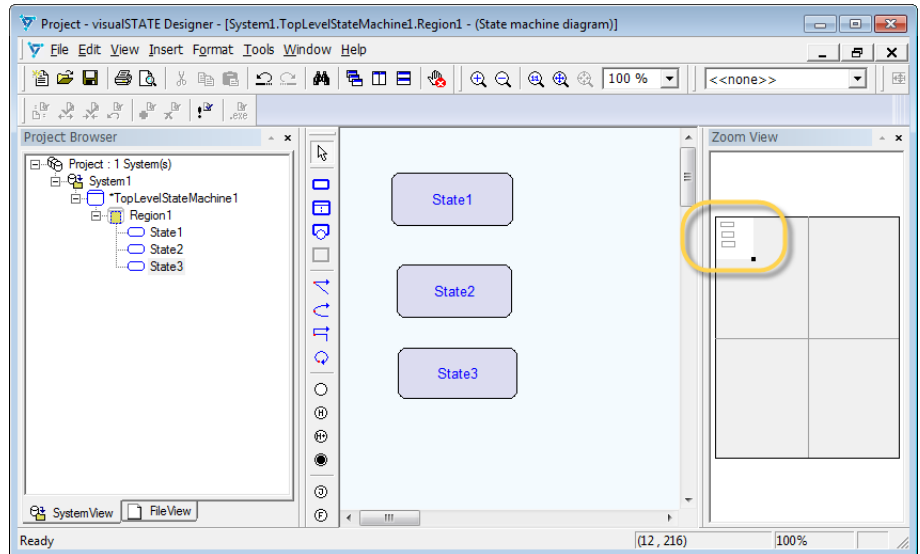 Project - visualSTATE Designer - [System1.TopLevelStateMachine1.Region1 - (State machine diagram)]
File Edit View Insert Format Tools Window Help
100 %
<<none>>
.exe
Project Browser
Zoom View
Project : 1 System(s)
System1
*TopLevelStateMachine1
Region1
State1
State2
State3
State1
State2
State3
H
H*
J
F
SystemView
FileView
Ready
(12 , 216)
100%